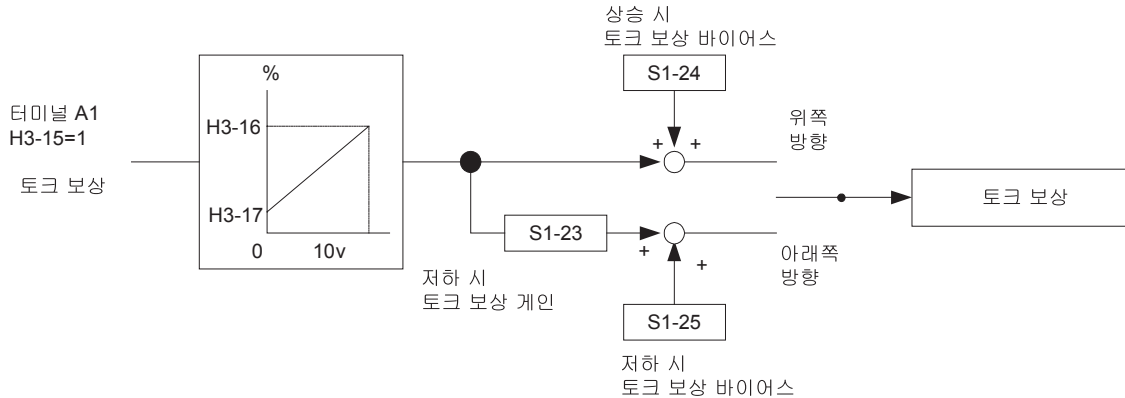 터미널 A1
H3-15=1
토크 보상
%
H3-16
H3-17
0
10v
상승 시
토크 보상 바이어스
S1-24
+
+
위쪽
방향
S1-23
저하 시
토크 보상 게인
+
+
아래쪽
방향
S1-25
저하 시
토크 보상 바이어스
토크 보상